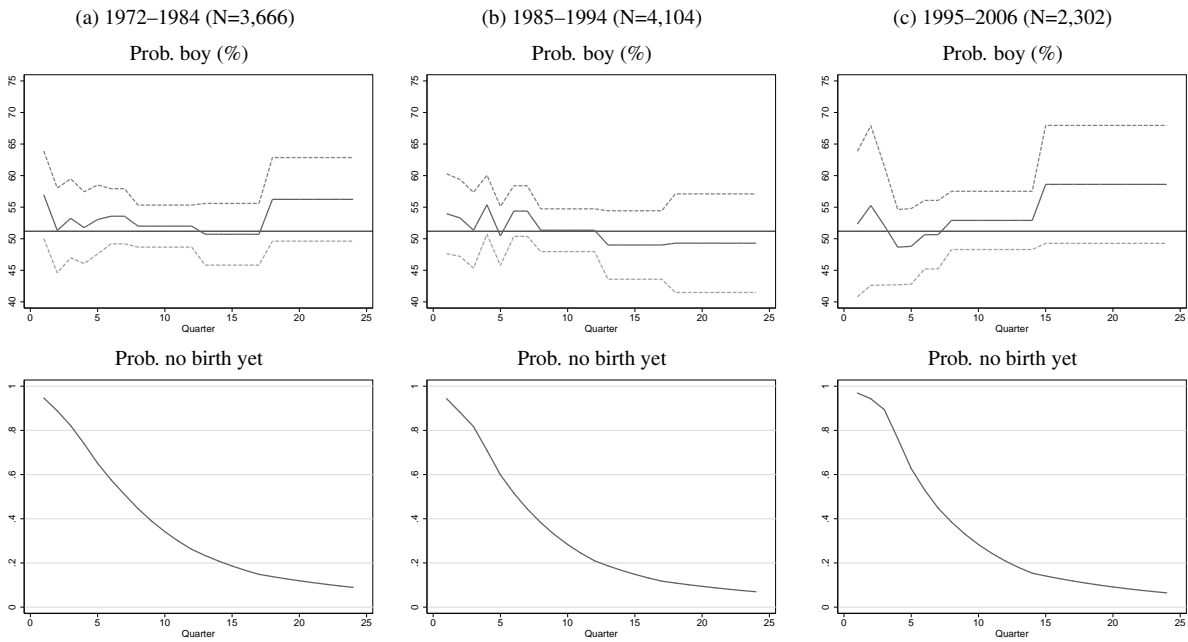 (a) 1972–1984 (N=3,666)
(b) 1985–1994 (N=4,104)
(c) 1995–2006 (N=2,302)
Prob. boy (%)
Prob. boy (%)
Prob. boy (%)
75
70
65
60
55
50
45
40
0 5 10 15 20 25
Quarter
75
70
65
60
55
50
45
40
0 5 10 15 20 25
Quarter
75
70
65
60
55
50
45
40
0 5 10 15 20 25
Quarter
Prob. no birth yet
Prob. no birth yet
Prob. no birth yet
1
.8
.6
.4
.2
0
0 5 10 15 20 25
Quarter
1
.8
.6
.4
.2
0
0 5 10 15 20 25
Quarter
1
.8
.6
.4
.2
0
0 5 10 15 20 25
Quarter